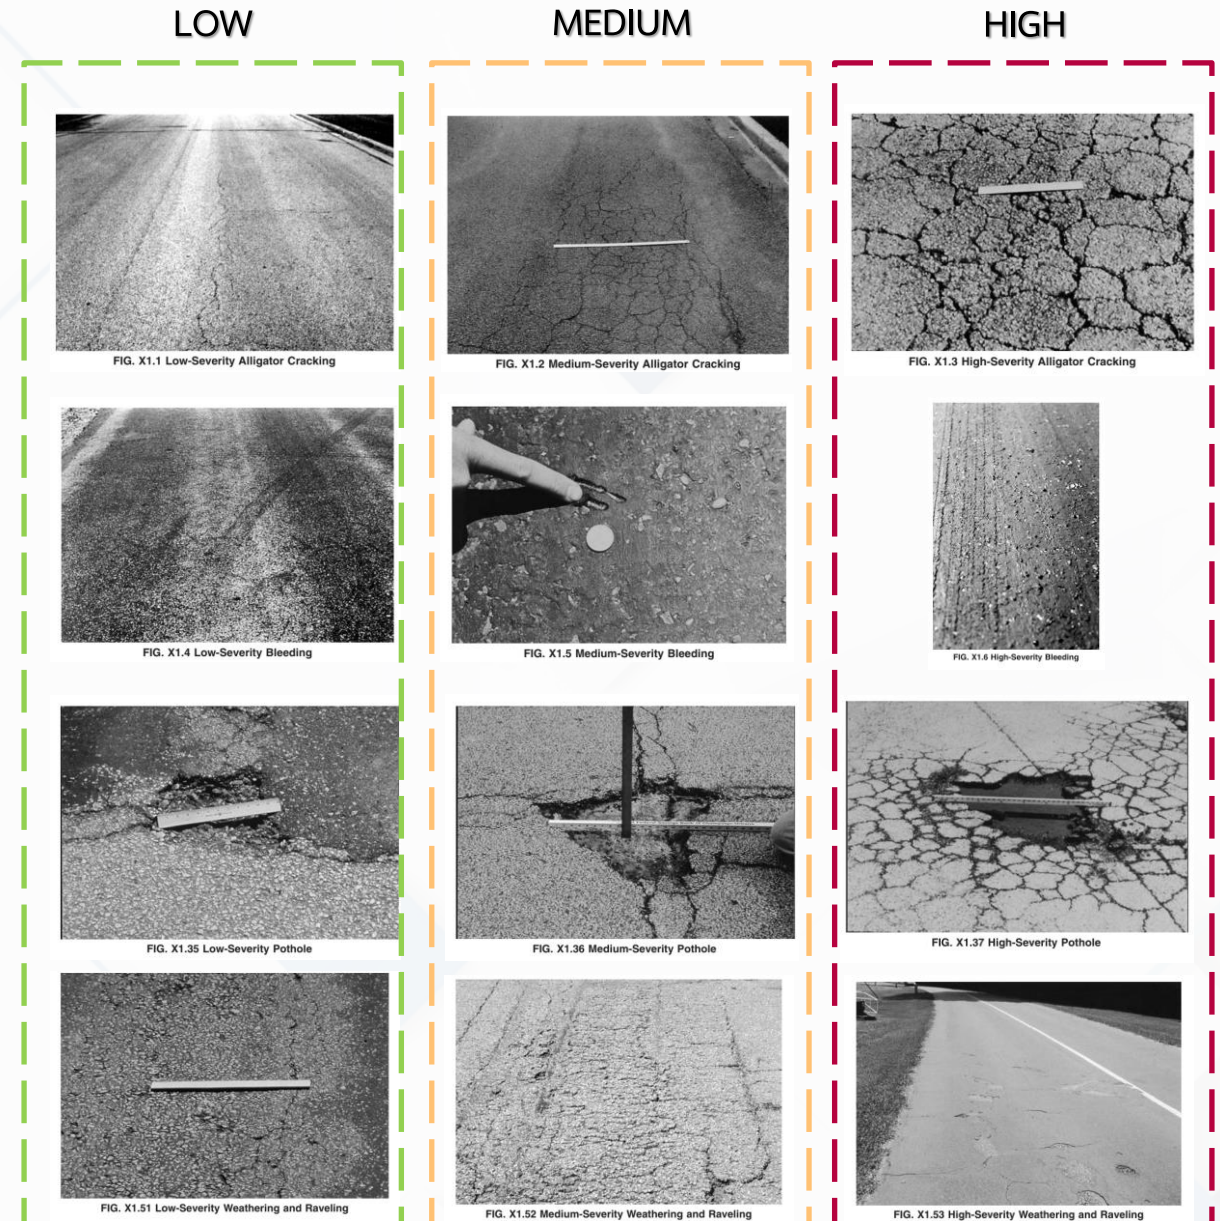 LOW
MEDIUM
HIGH
FIG. X1.1 Low-Severity Alligator Cracking
FIG. X1.2 Medium-Severity Alligator Cracking
FIG. X1.3 High-Severity Alligator Cracking
FIG. X1.4 Low-Severity Bleeding
FIG. X1.5 Medium-Severity Bleeding
FIG. X1.6 High-Severity Bleeding
FIG. X1.35 Low-Severity Pothole
FIG. X1.36 Medium-Severity Pothole
FIG. X1.37 High-Severity Pothole
FIG. X1.51 Low-Severity Weathering and Raveling
FIG. X1.52 Medium-Severity Weathering and Raveling
FIG. X1.53 High-Severity Weathering and Raveling